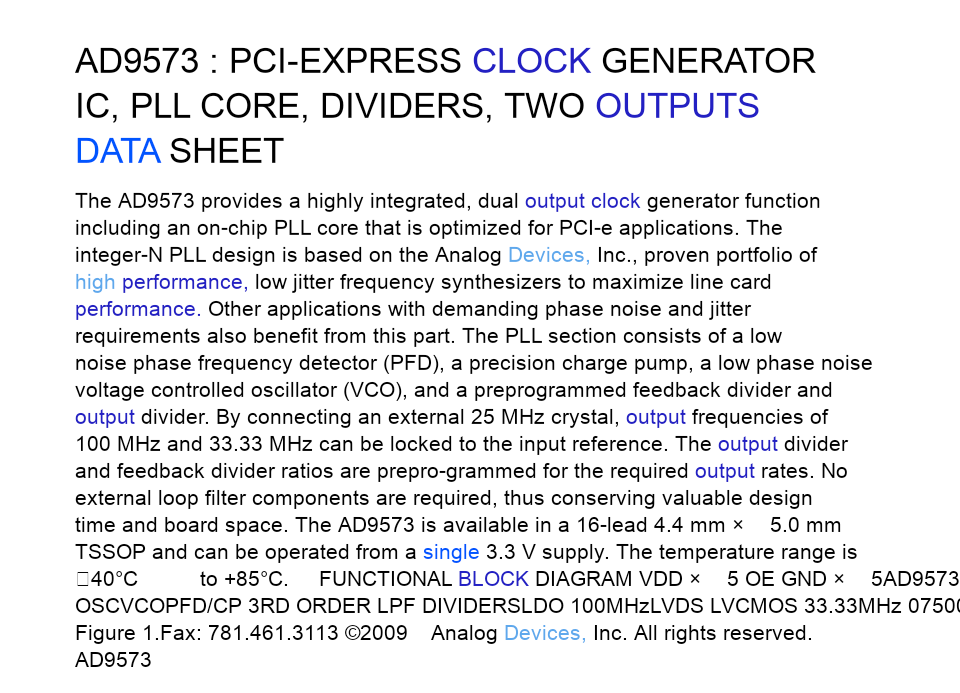 AD9573 : PCI-EXPRESS CLOCK GENERATOR
IC, PLL CORE, DIVIDERS, TWO OUTPUTS
DATA SHEET
The AD9573 provides a highly integrated, dual output clock generator function
including an on-chip PLL core that is optimized for PCI-e applications. The
integer-N PLL design is based on the Analog Devices, Inc., proven portfolio of
high performance, low jitter frequency synthesizers to maximize line card
performance. Other applications with demanding phase noise and jitter
requirements also benefit from this part. The PLL section consists of a low
noise phase frequency detector (PFD), a precision charge pump, a low phase noise
voltage controlled oscillator (VCO), and a preprogrammed feedback divider and
output divider. By connecting an external 25 MHz crystal, output frequencies of
100 MHz and 33.33 MHz can be locked to the input reference. The output divider
and feedback divider ratios are prepro-grammed for the required output rates. No
external loop filter components are required, thus conserving valuable design
time and board space. The AD9573 is available in a 16-lead 4.4 mm × 5.0 mm
TSSOP and can be operated from a single 3.3 V supply. The temperature range is
40°C to +85°C. FUNCTIONAL BLOCK DIAGRAM VDD × 5 OE GND × 5AD9573
OSCVCOPFD/CP 3RD ORDER LPF DIVIDERSLDO 100MHzLVDS LVCMOS 33.33MHz 07500
Figure 1.Fax: 781.461.3113 ©2009 Analog Devices, Inc. All rights reserved.
AD9573